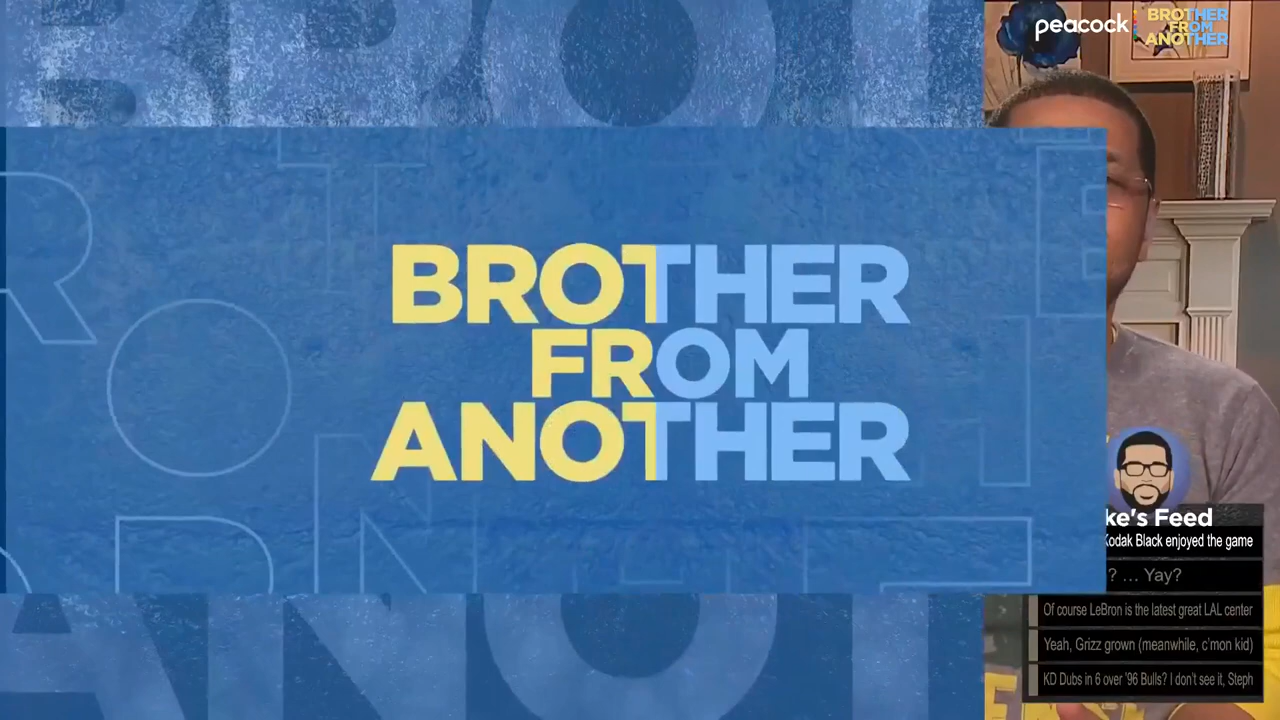 peacock
BROTHER
FROM
ANOTHER
BROTHER
FROM
ANOTHER
ke's Feed
Kodak Black enjoyed the game
? ... Yay?
Of course LeBron is the latest great LAL center
Yeah, Grizz grown (meanwhile, c'mon kid)
KD Dubs in 6 over '96 Bulls? I don't see it, Steph